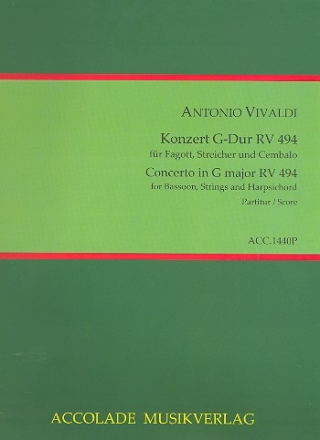 ANTONIO VIVALDI
Konzert G-Dur RV 494
für Fagott, Streicher und Cembalo
Concerto in G major RV 494
for Bassoon, Strings and Harpsichord
Partitur / Score
ACC.1440P
ACCOLADE MUSIKVERLAG